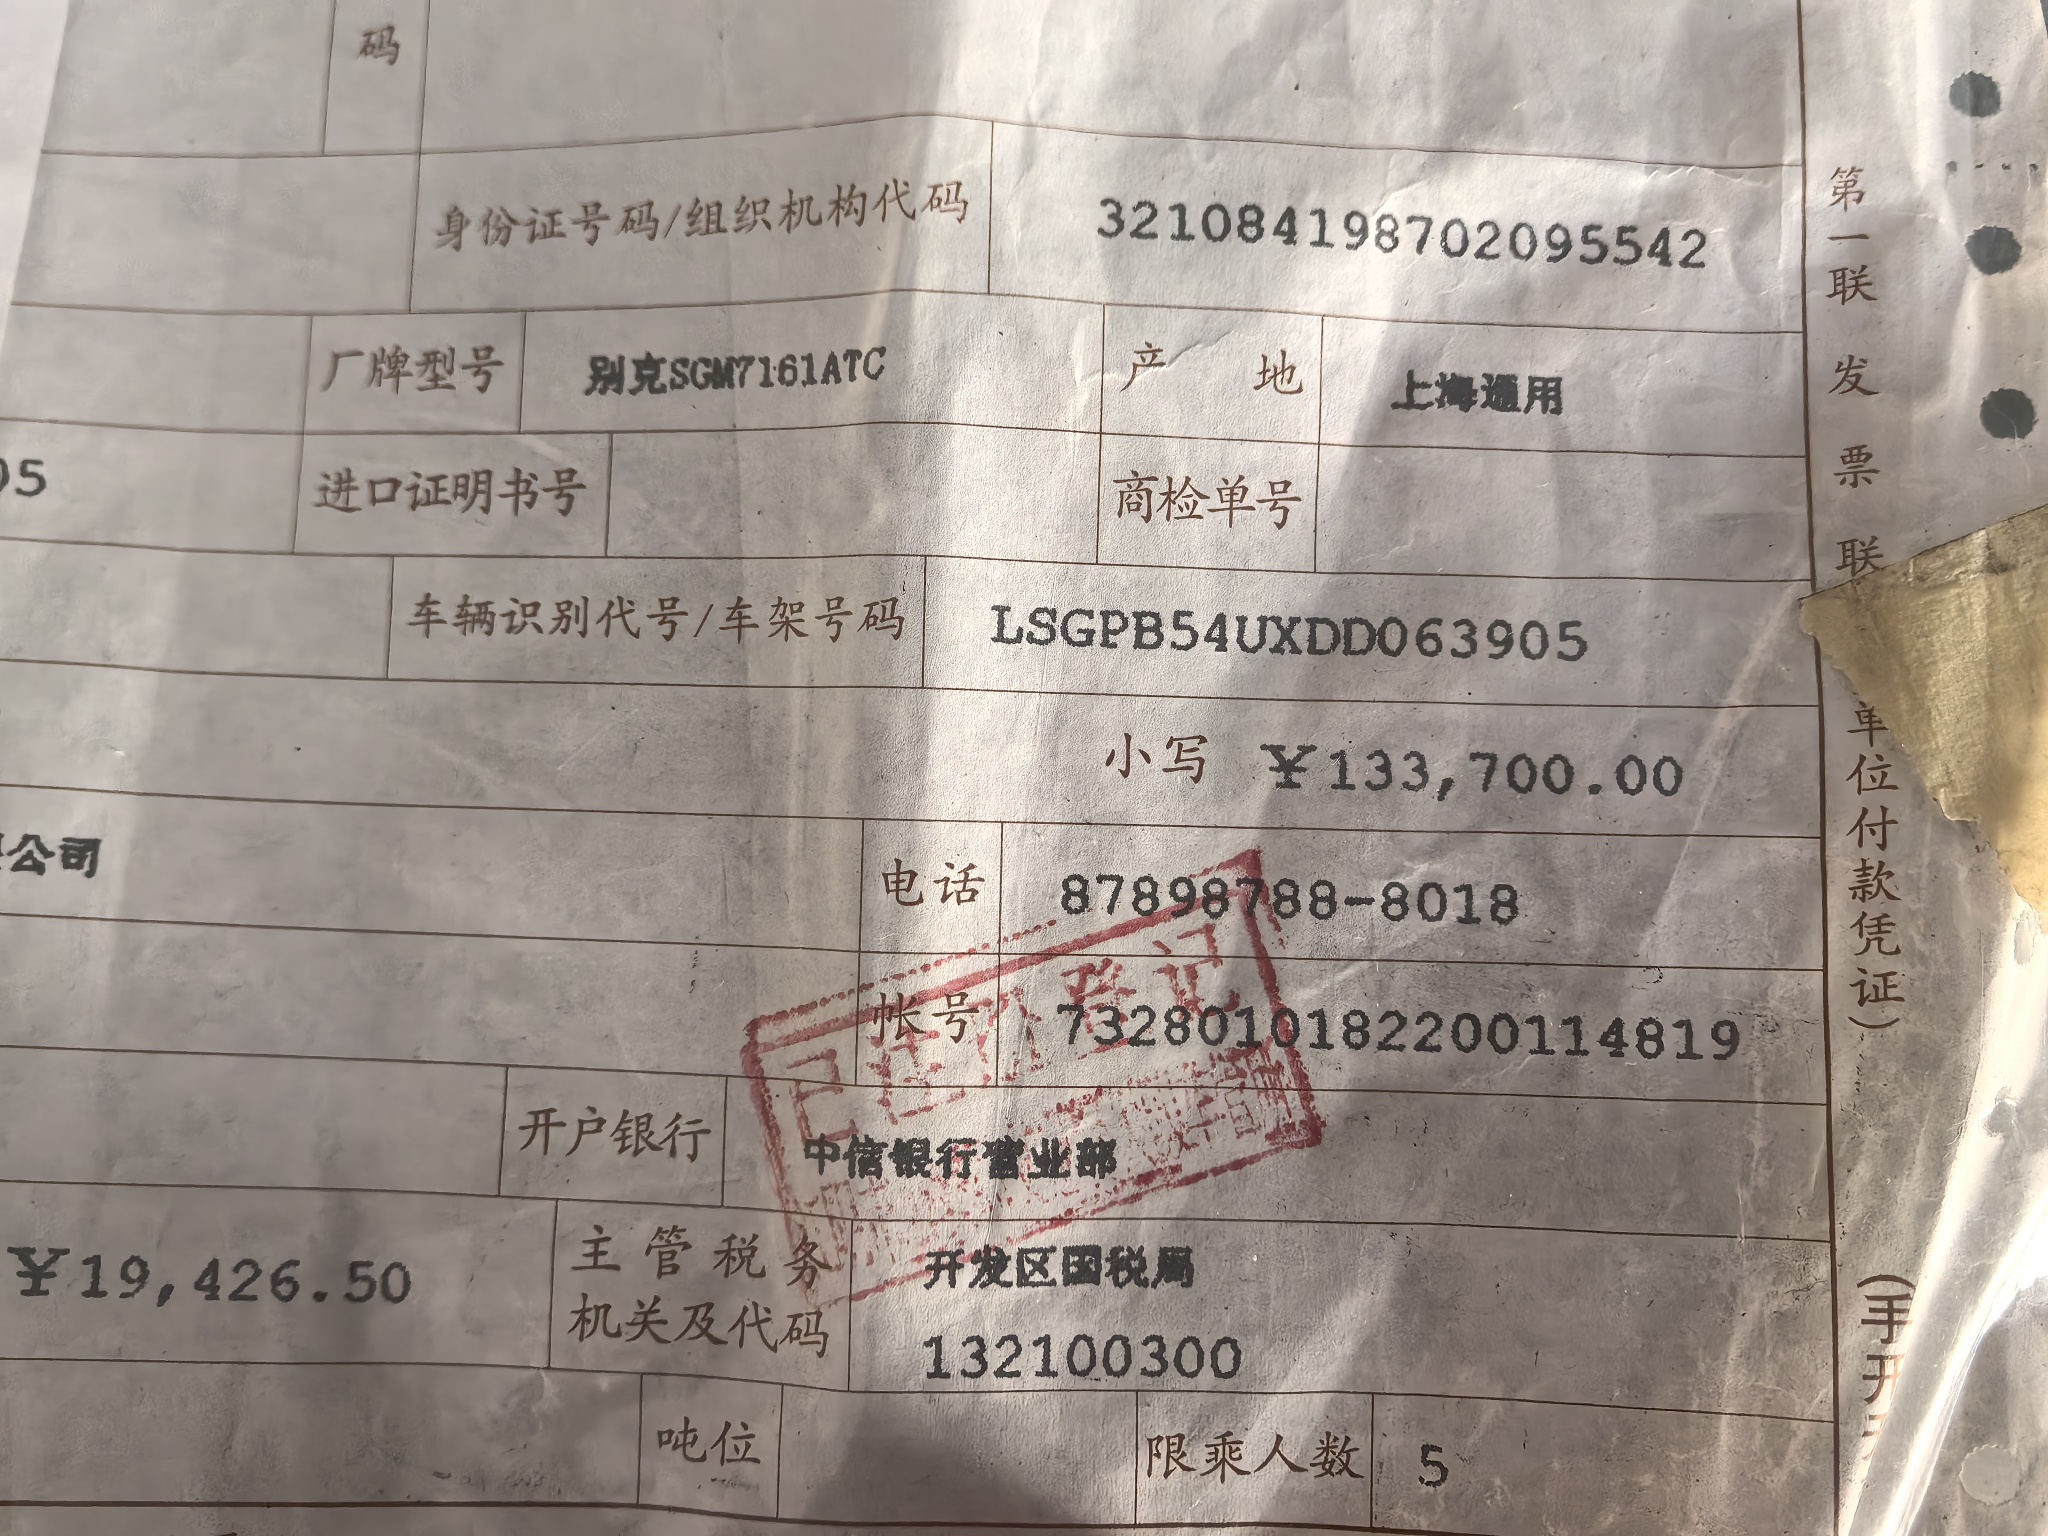 码
身份证号码/组织机构代码 321084198702095542
厂牌型号 别克SGM7161ATC 产地 上海通用
05 进口证明书号 商检单号
车辆识别代号/车架号码 LSGPB54UXDD063905
小写 ¥133,700.00
公司 电话 87898788-8018
帐号 7328010182200114819
开户银行 中信银行营业部
¥19,426.50 主管税务机关及代码 开发区国税局
132100300
吨位 限乘人数 5
第一联 发票联
单位付款凭证）
（手开
登记